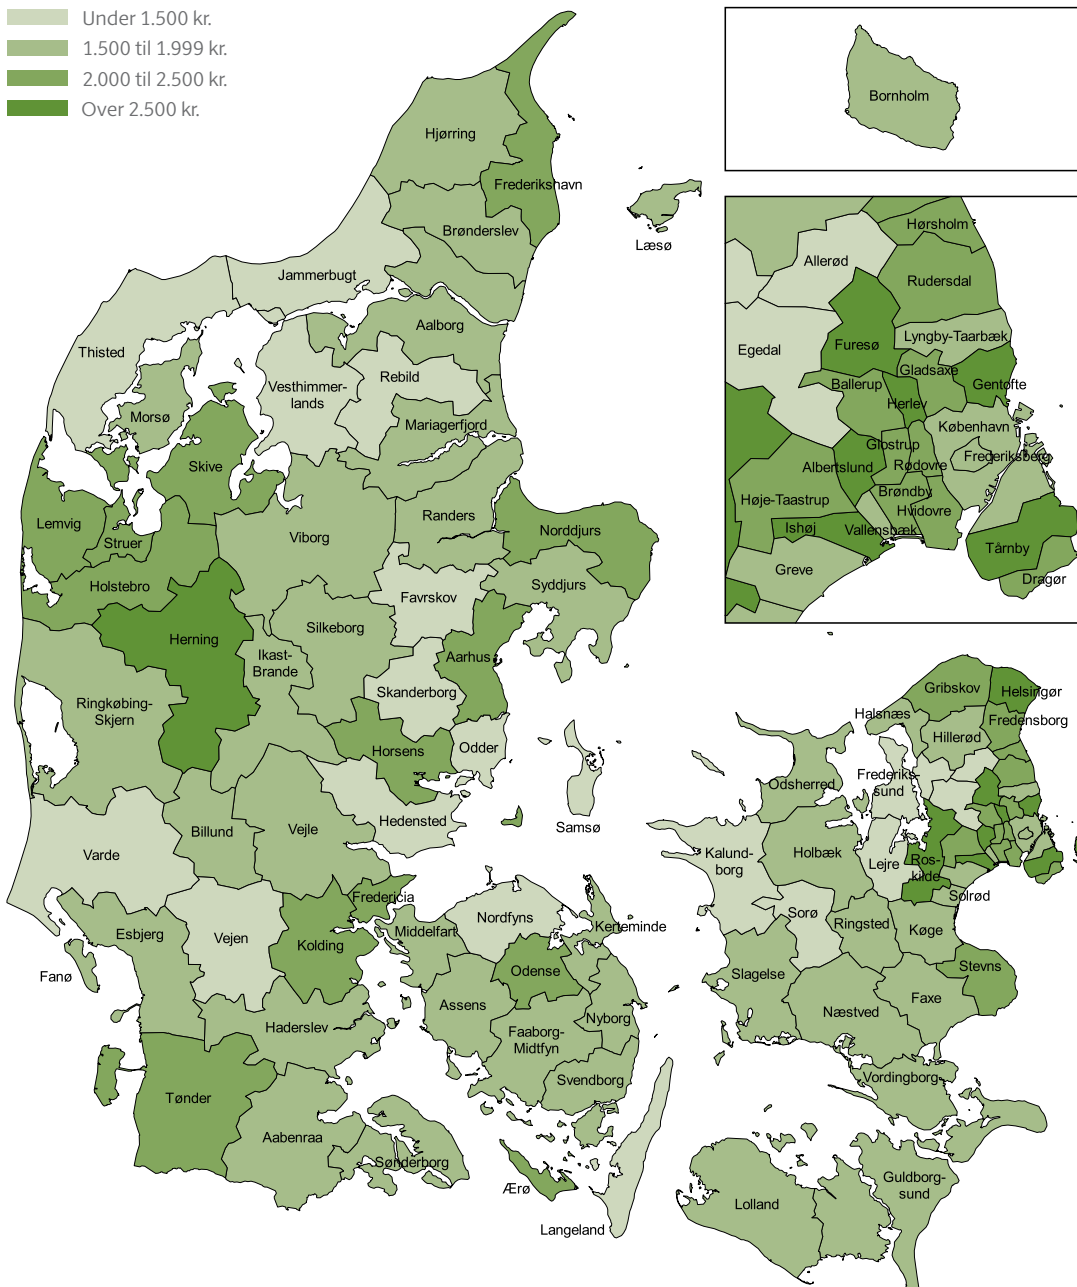 Under 1.500 kr.
1.500 til 1.999 kr.
2.000 til 2.500 kr.
Over 2.500 kr.
Hjørring
Frederikshavn
Brønderslev
Læsø
Jammerbugt
Thisted
Aalborg
Rebild
Vesthimmer-
lands
Morsø
Mariagerfjord
Skive
Lemvig
Struer
Viborg
Randers
Norddjurs
Holstebro
Favrskov
Syddjurs
Herning
Silkeborg
Ikast-
Brande
Aarhus
Skanderborg
Ringkøbing-
Skjern
Horsens
Odder
Samsø
Hedensted
Billund
Vejle
Varde
Fredericia
Esbjerg
Vejen
Kolding
Fanø
Haderslev
Tønder
Aabenraa
Sønderborg
Nordfyns
Middelfart
Kerteminde
Odense
Assens
Nyborg
Faaborg-
Midtfyn
Svendborg
Ærø
Langeland
Bornholm
Hørsholm
Allerød
Rudersdal
Egedal
Furesø
Lyngby-Taarbæk
Gladsaxe
Ballerup
Gentofte
Herlev
København
Glostrup
Frederiksberg
Albertslund
Rødovre
Høje-Taastrup
Brøndby
Hvidovre
Ishøj
Vallensbæk
Tårnby
Greve
Dragør
Gribskov
Helsingør
Halsnæs
Fredensborg
Hillerød
Odsherred
Frederiks-
sund
Kalund-
borg
Holbæk
Lejre
Ros-
kilde
Solrød
Sorø
Ringsted
Køge
Slagelse
Stevns
Faxe
Næstved
Vordingborg
Guldborg-
sund
Lolland